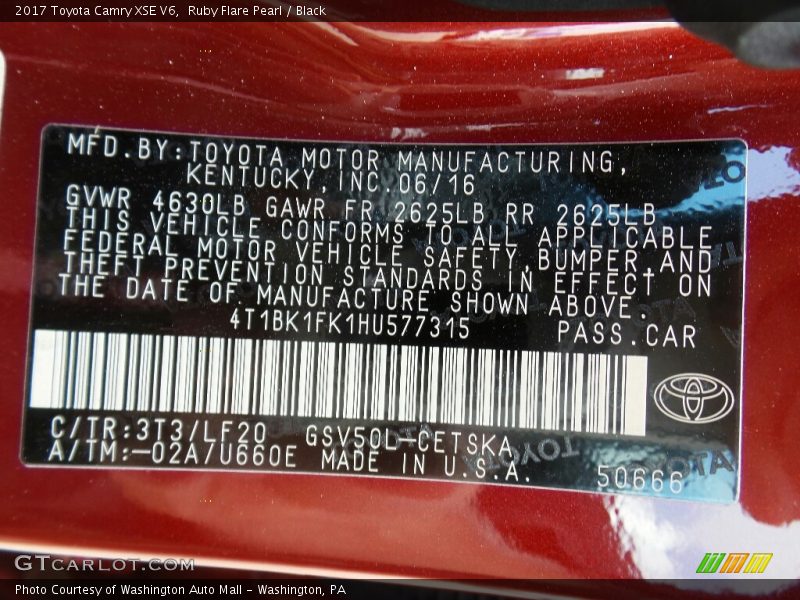 2017 Toyota Camry XSE V6,  Ruby Flare Pearl / Black
MFD.BY:TOYOTA MOTOR MANUFACTURING,
KENTUCKY,INC.06/16
GVWR 4630LB GAWR FR 2625LB RR 2625LB
THIS VEHICLE CONFORMS TO ALL APPLICABLE
FEDERAL MOTOR VEHICLE SAFETY,BUMPER,AND
THEFT PREVENTION STANDARDS IN EFFECT ON
THE DATE OF MANUFACTURE SHOWN ABOVE.
4T1BK1FK1HU577315 PASS.CAR
C/TR:3T3/LF20 GSV50L-CETSKA
A/TM:-02A/U660E MADE IN U.S.A.
50666
GTCARLOT.COM
Photo Courtesy of Washington Auto Mall - Washington, PA